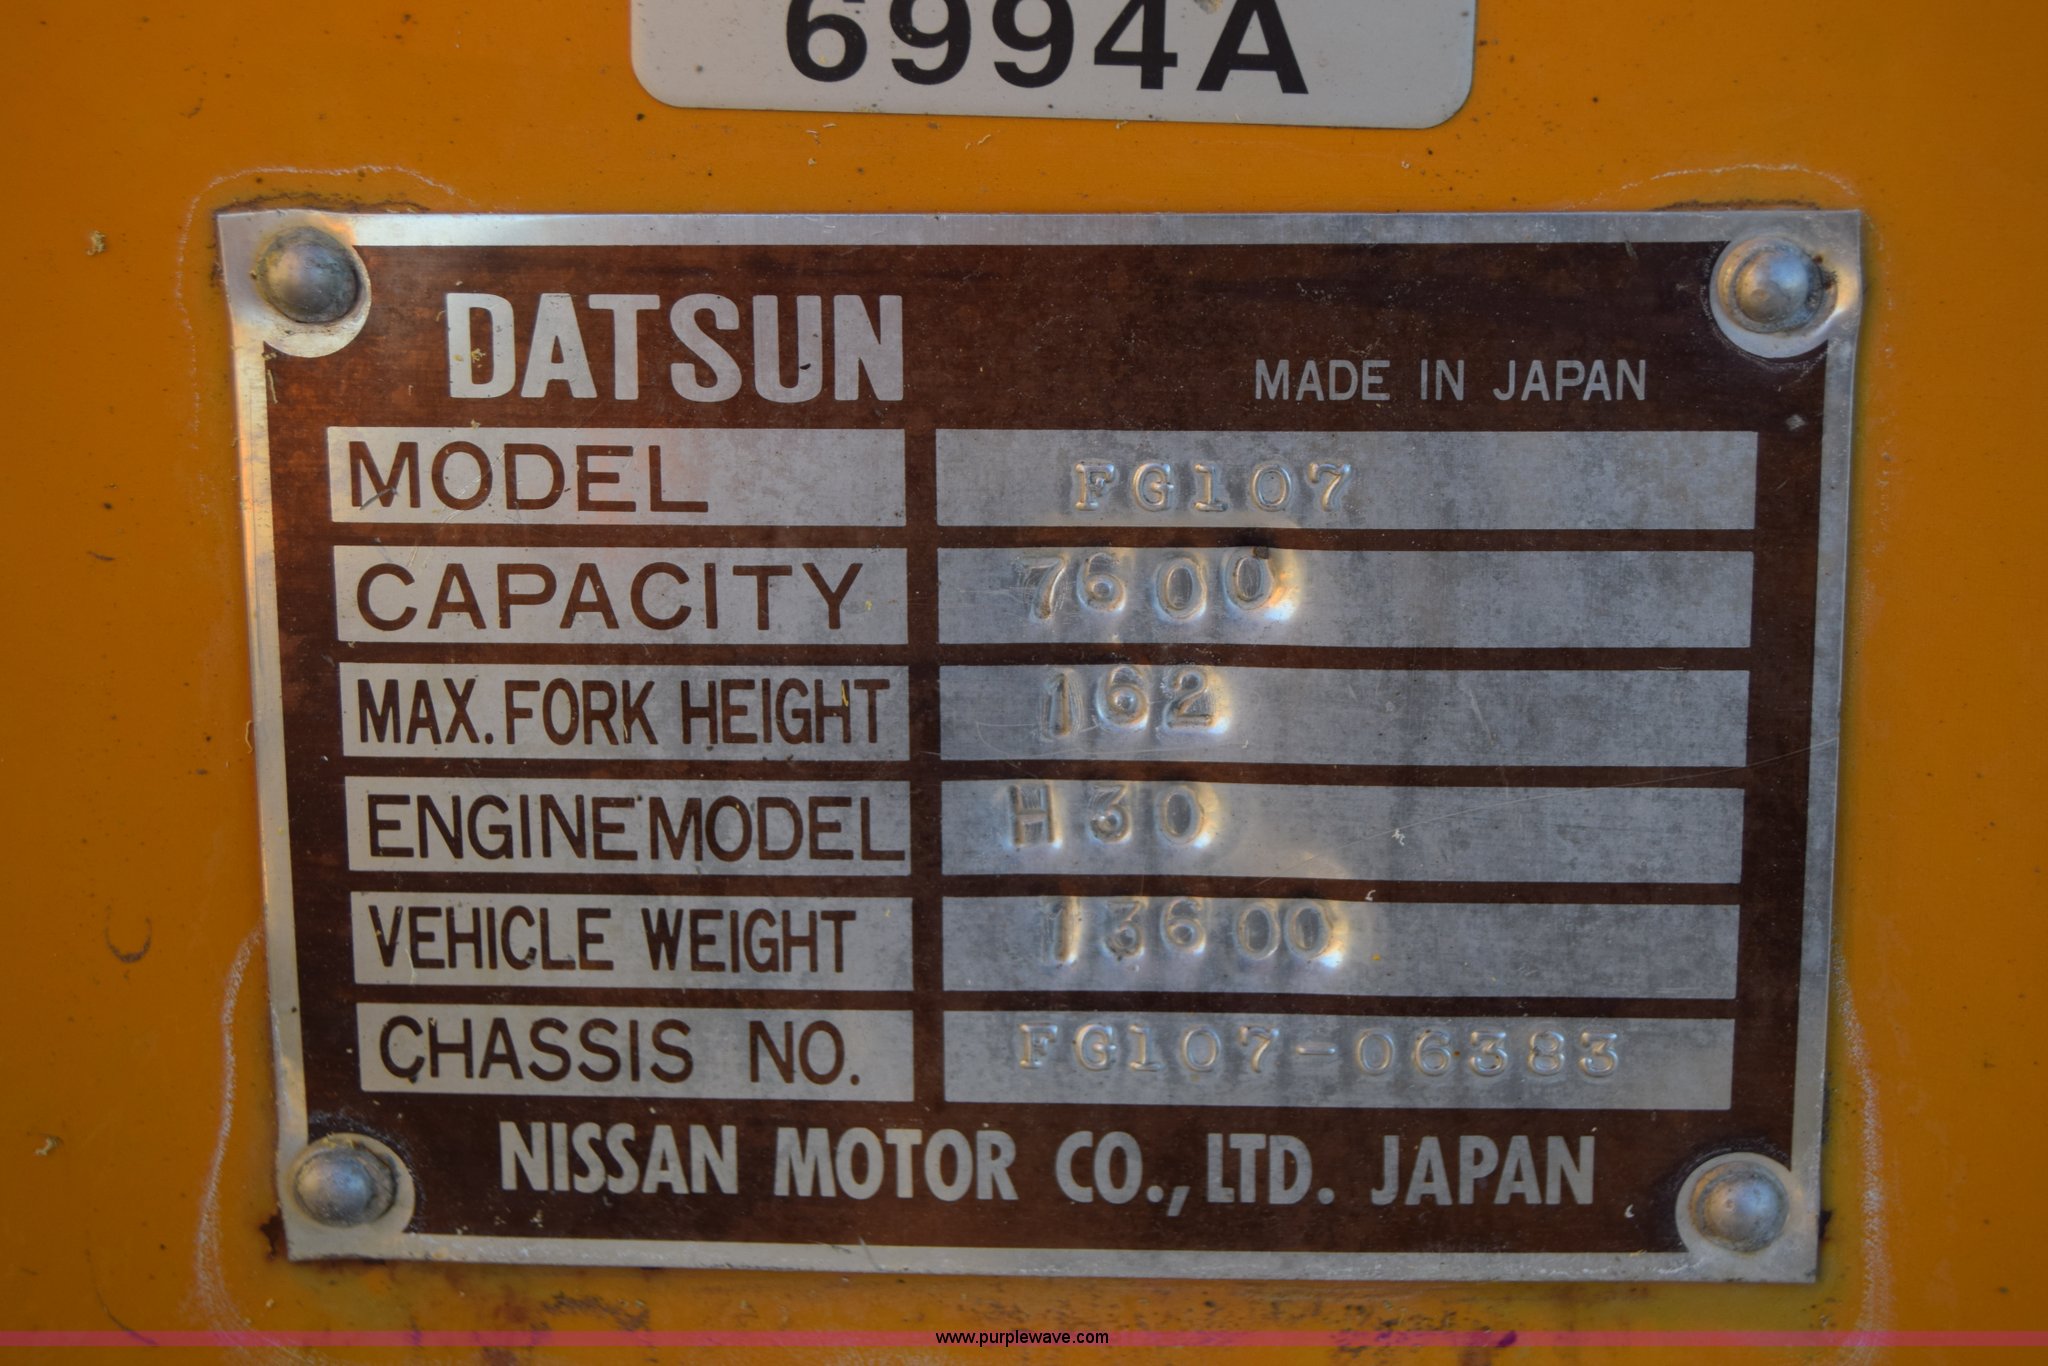 6994A
DATSUN
MADE IN JAPAN
MODEL FG107
CAPACITY 7600
MAX. FORK HEIGHT 162
ENGINE MODEL H30
VEHICLE WEIGHT 13600
CHASSIS NO. FG107-06383
NISSAN MOTOR CO., LTD. JAPAN
www.purplewave.com